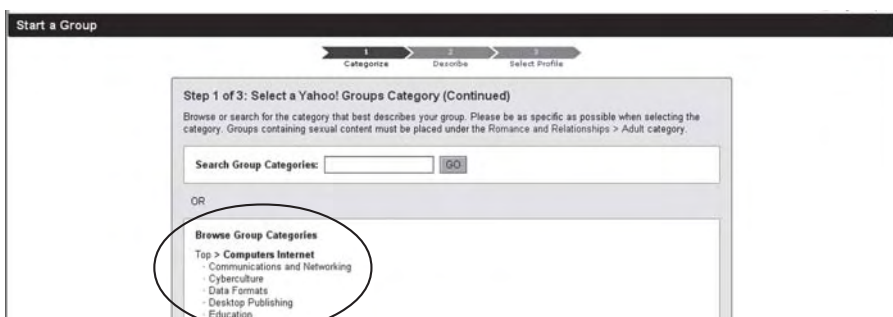 Start a Group
1 2 3
Categorize Describe Select Profile
Step 1 of 3: Select a Yahoo! Groups Category (Continued)
Browse or search for the category that best describes your group. Please be as specific as possible when selecting the
category. Groups containing sexual content must be placed under the Romance and Relationships > Adult category.
Search Group Categories: GO
OR
Browse Group Categories
Top > Computers Internet
· Communications and Networking
· Cyberculture
· Data Formats
· Desktop Publishing
· Education